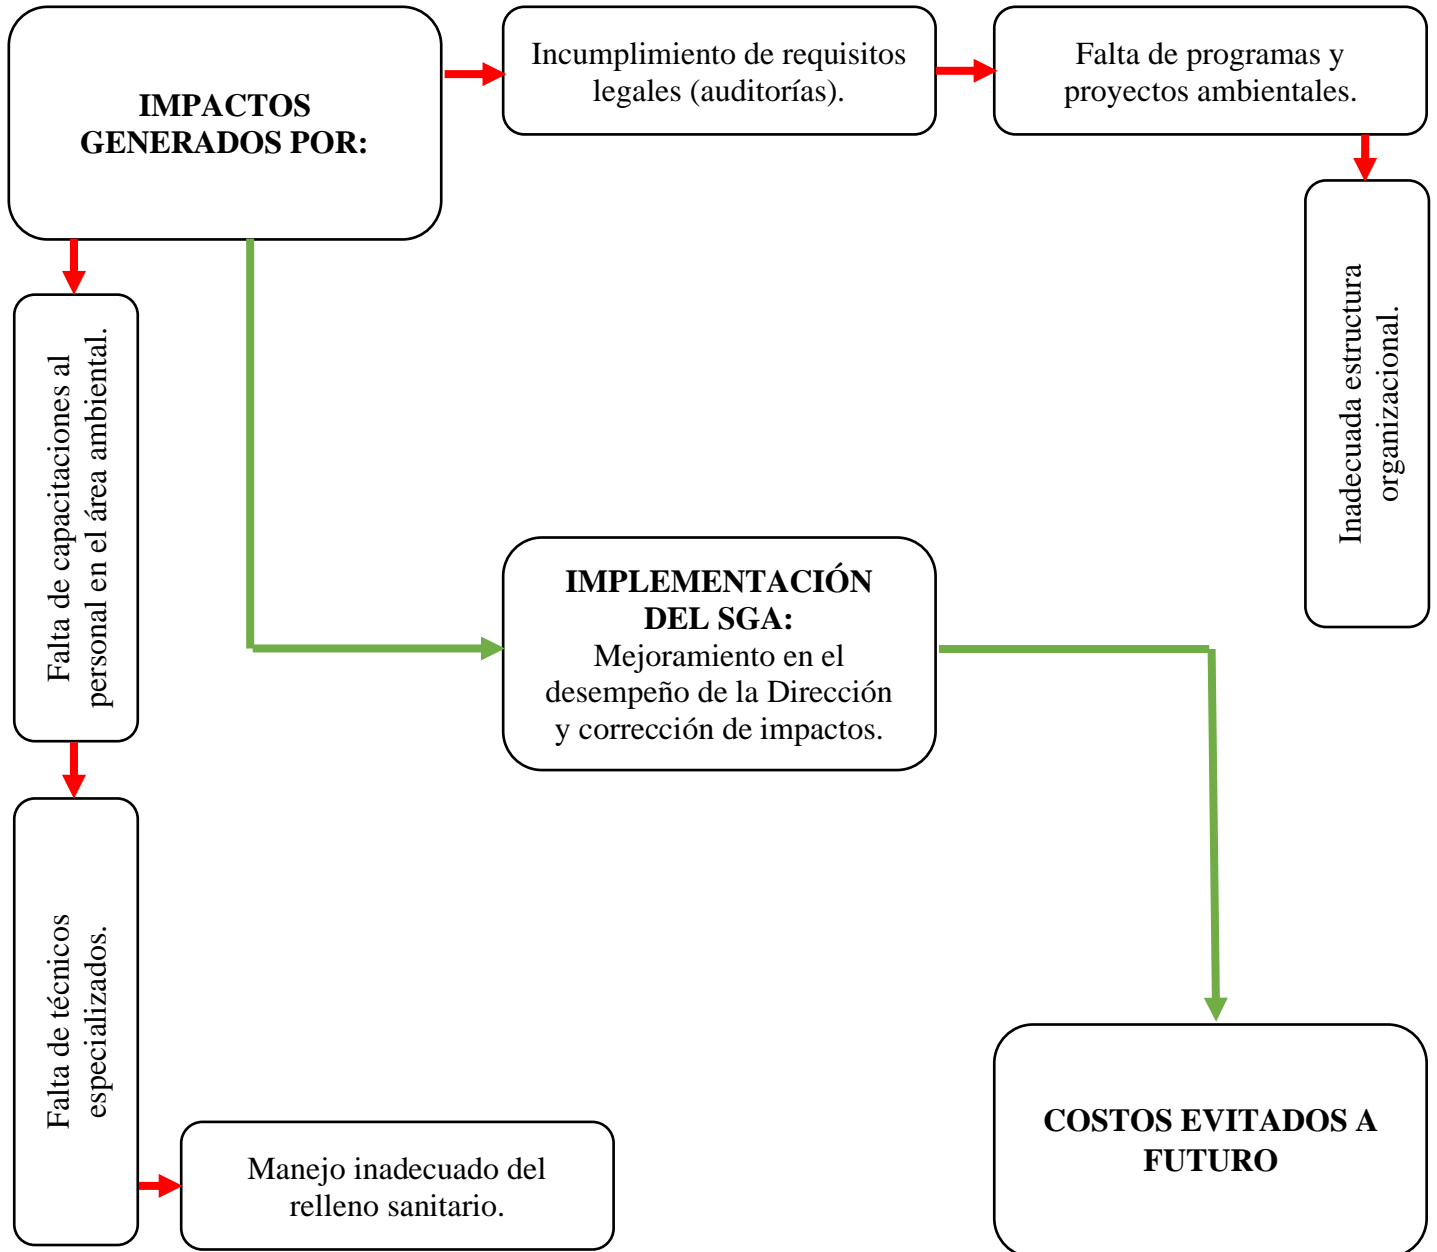 IMPACTOS
GENERADOS POR:
Incumplimiento de requisitos
legales (auditorías).
Falta de programas y
proyectos ambientales.
Inadecuada estructura
organizacional.
Falta de capacitaciones al
personal en el área ambiental.
IMPLEMENTACIÓN
DEL SGA:
Mejoramiento en el
desempeño de la Dirección
y corrección de impactos.
Falta de técnicos
especializados.
Manejo inadecuado del
relleno sanitario.
COSTOS EVITADOS A
FUTURO